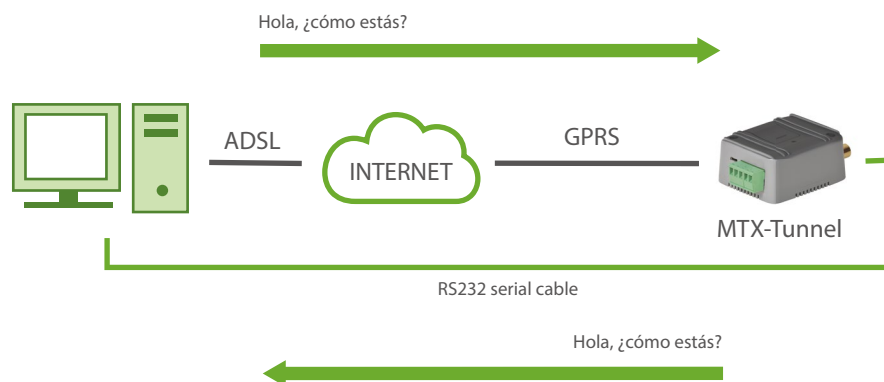 Hola, ¿cómo estás?
ADSL
INTERNET
GPRS
MTX-Tunnel
RS232 serial cable
Hola, ¿cómo estás?